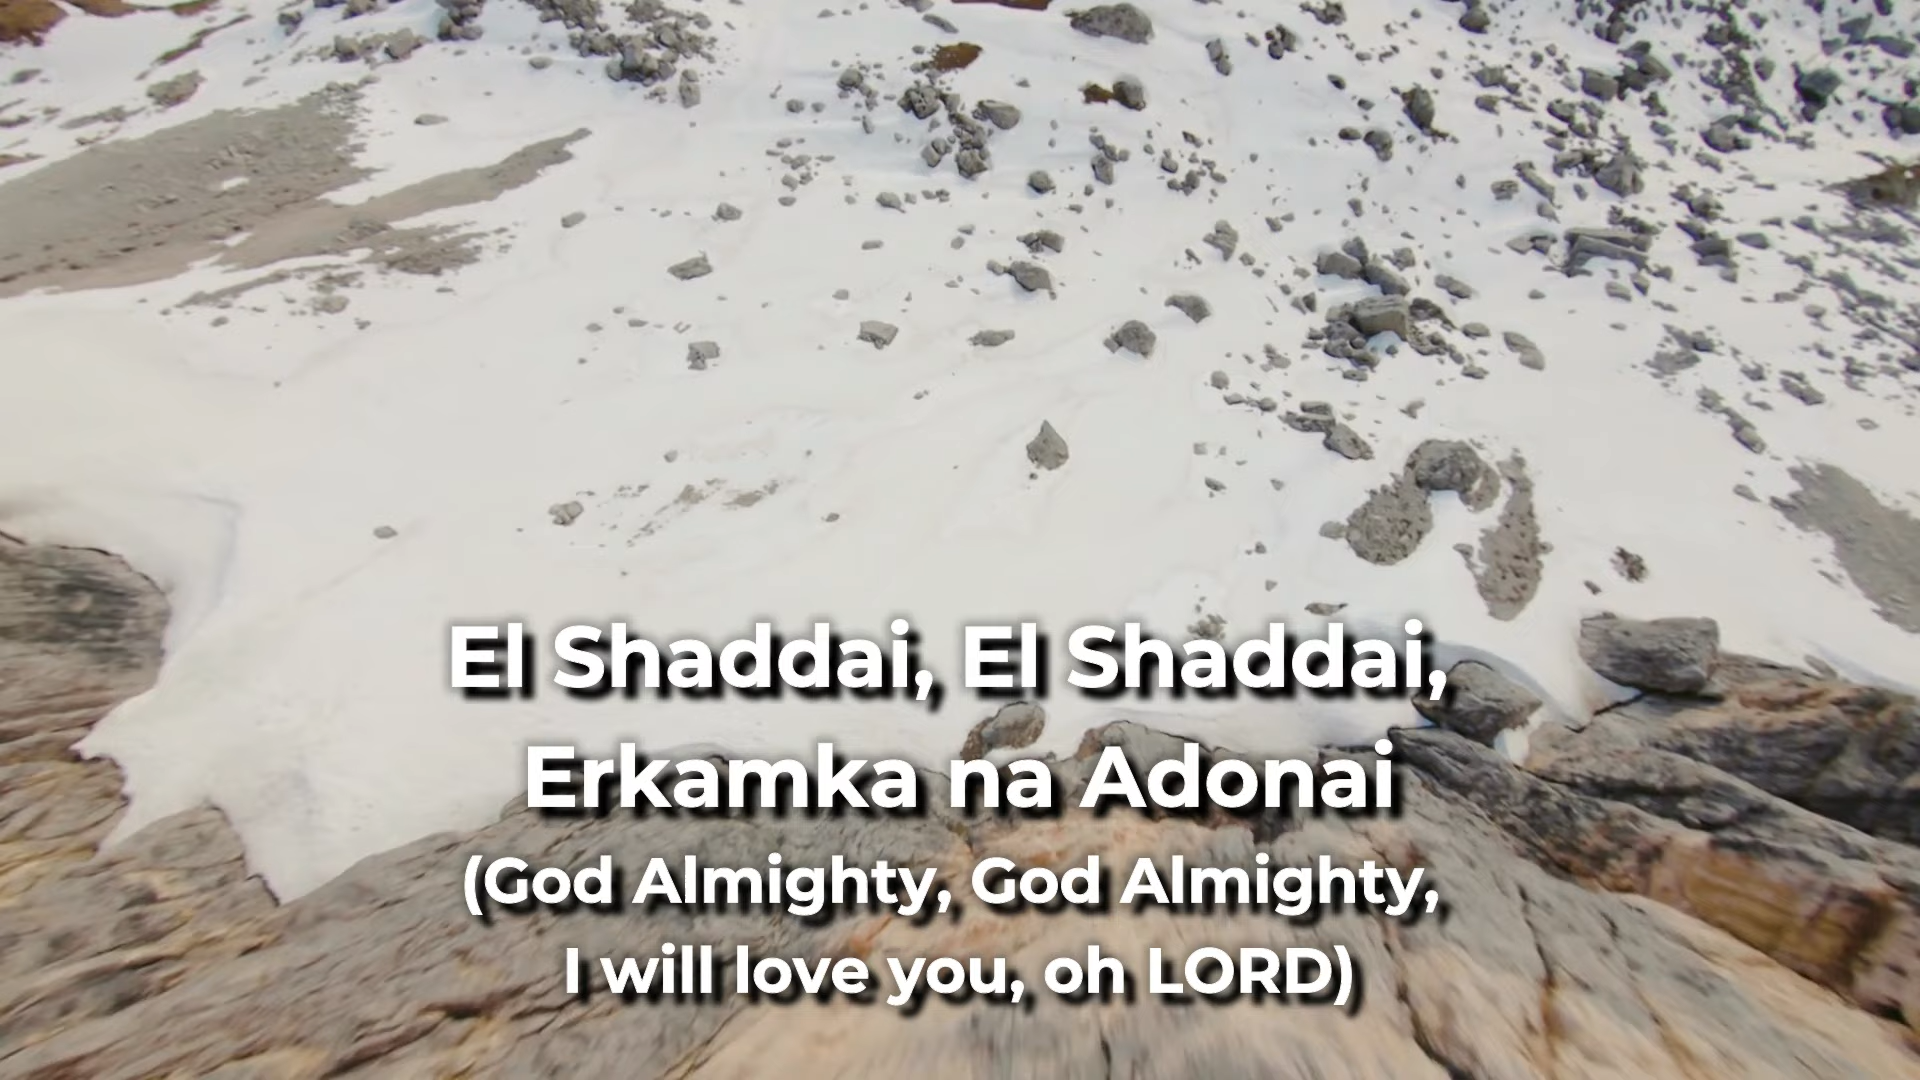 El Shaddai, El Shaddai,
Erkamka na Adonai
(God Almighty, God Almighty,
I will love you, oh LORD)